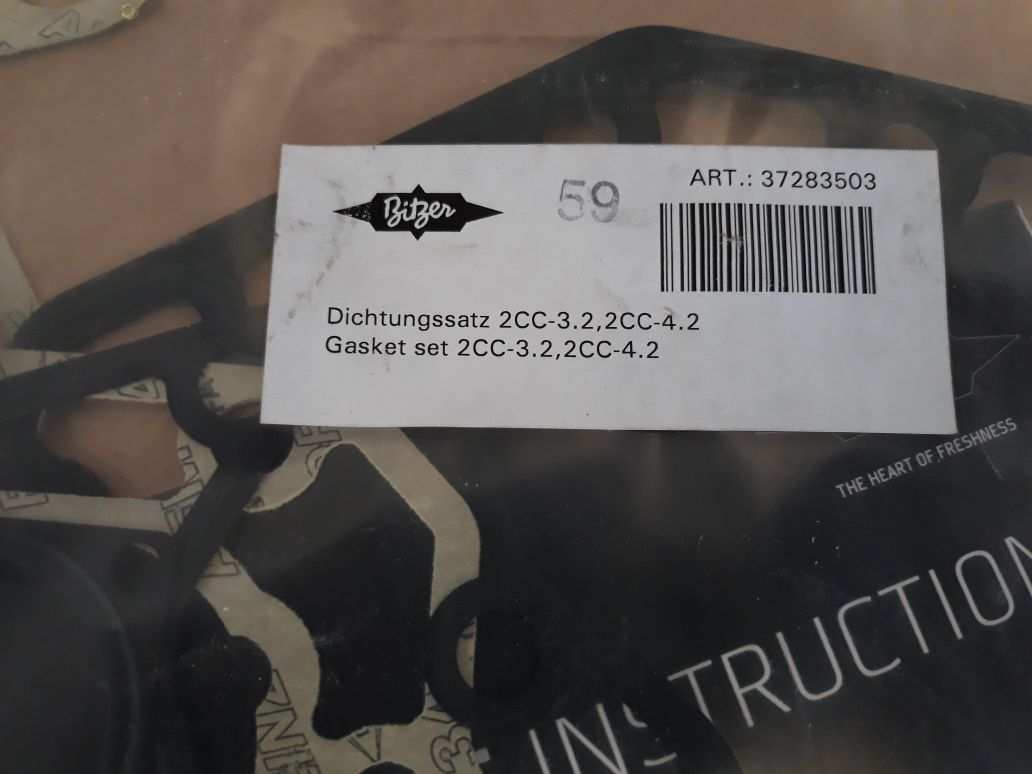 Bitzer
59
ART.: 37283503
Dichtungssatz 2CC-3.2,2CC-4.2
Gasket set 2CC-3.2,2CC-4.2
THE HEART OF FRESHNESS
INSTRUCTION